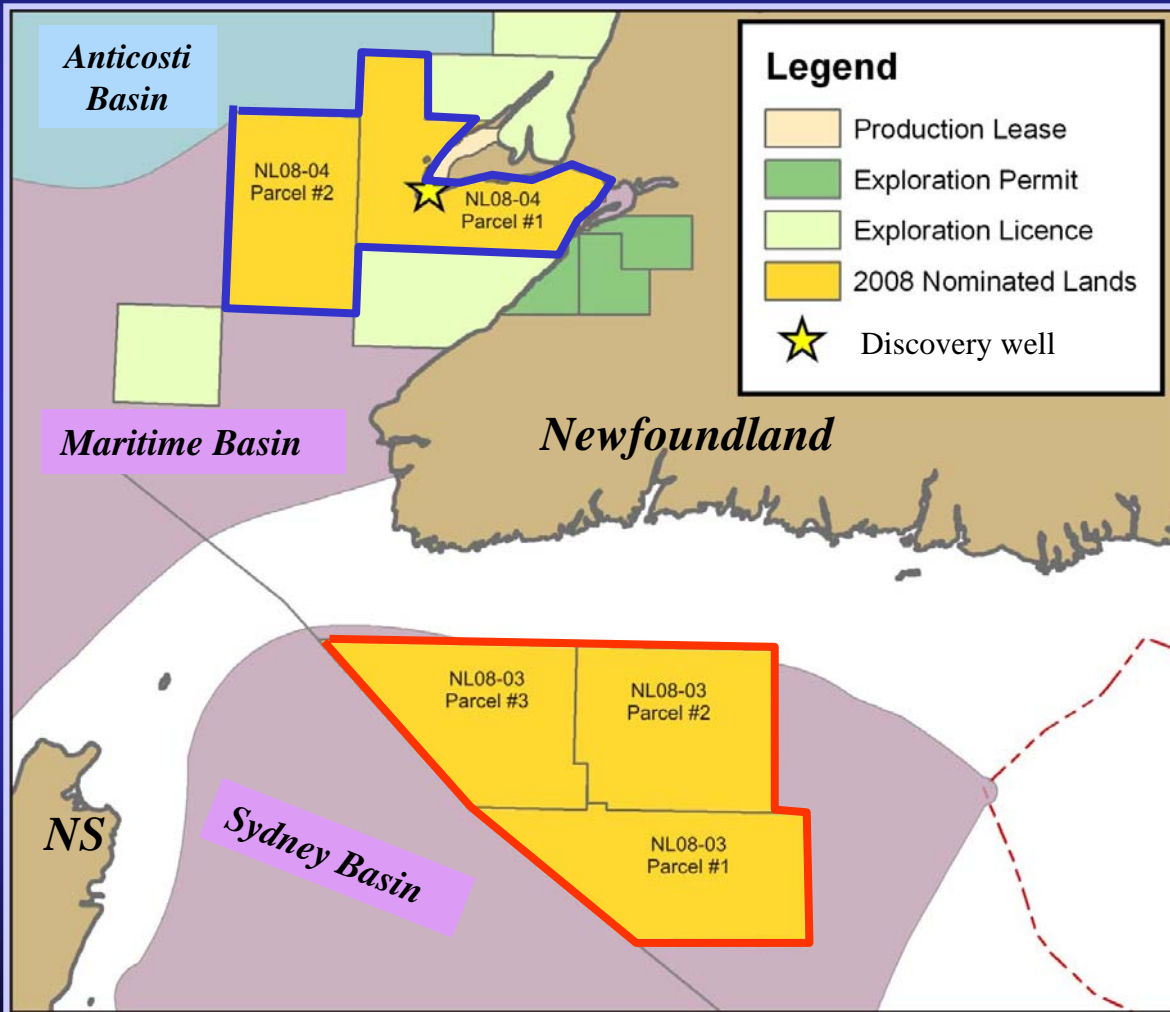 Anticosti
Basin
NL08-04
Parcel #2
NL08-04
Parcel #1
Legend
Production Lease
Exploration Permit
Exploration Licence
2008 Nominated Lands
Discovery well
Maritime Basin
Newfoundland
NL08-03
Parcel #3
NL08-03
Parcel #2
NS
Sydney Basin
NL08-03
Parcel #1